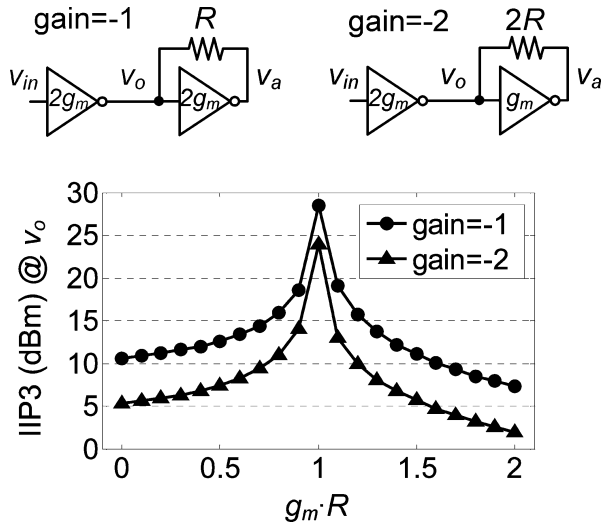 gain=-1
R
gain=-2
2R
v_in
2g_m
v_o
2g_m
v_a
v_in
2g_m
v_o
g_m
v_a
IIP3 (dBm) @ v_o
30
25
20
15
10
5
0
gain=-1
gain=-2
0
0.5
1
1.5
2
g_m·R